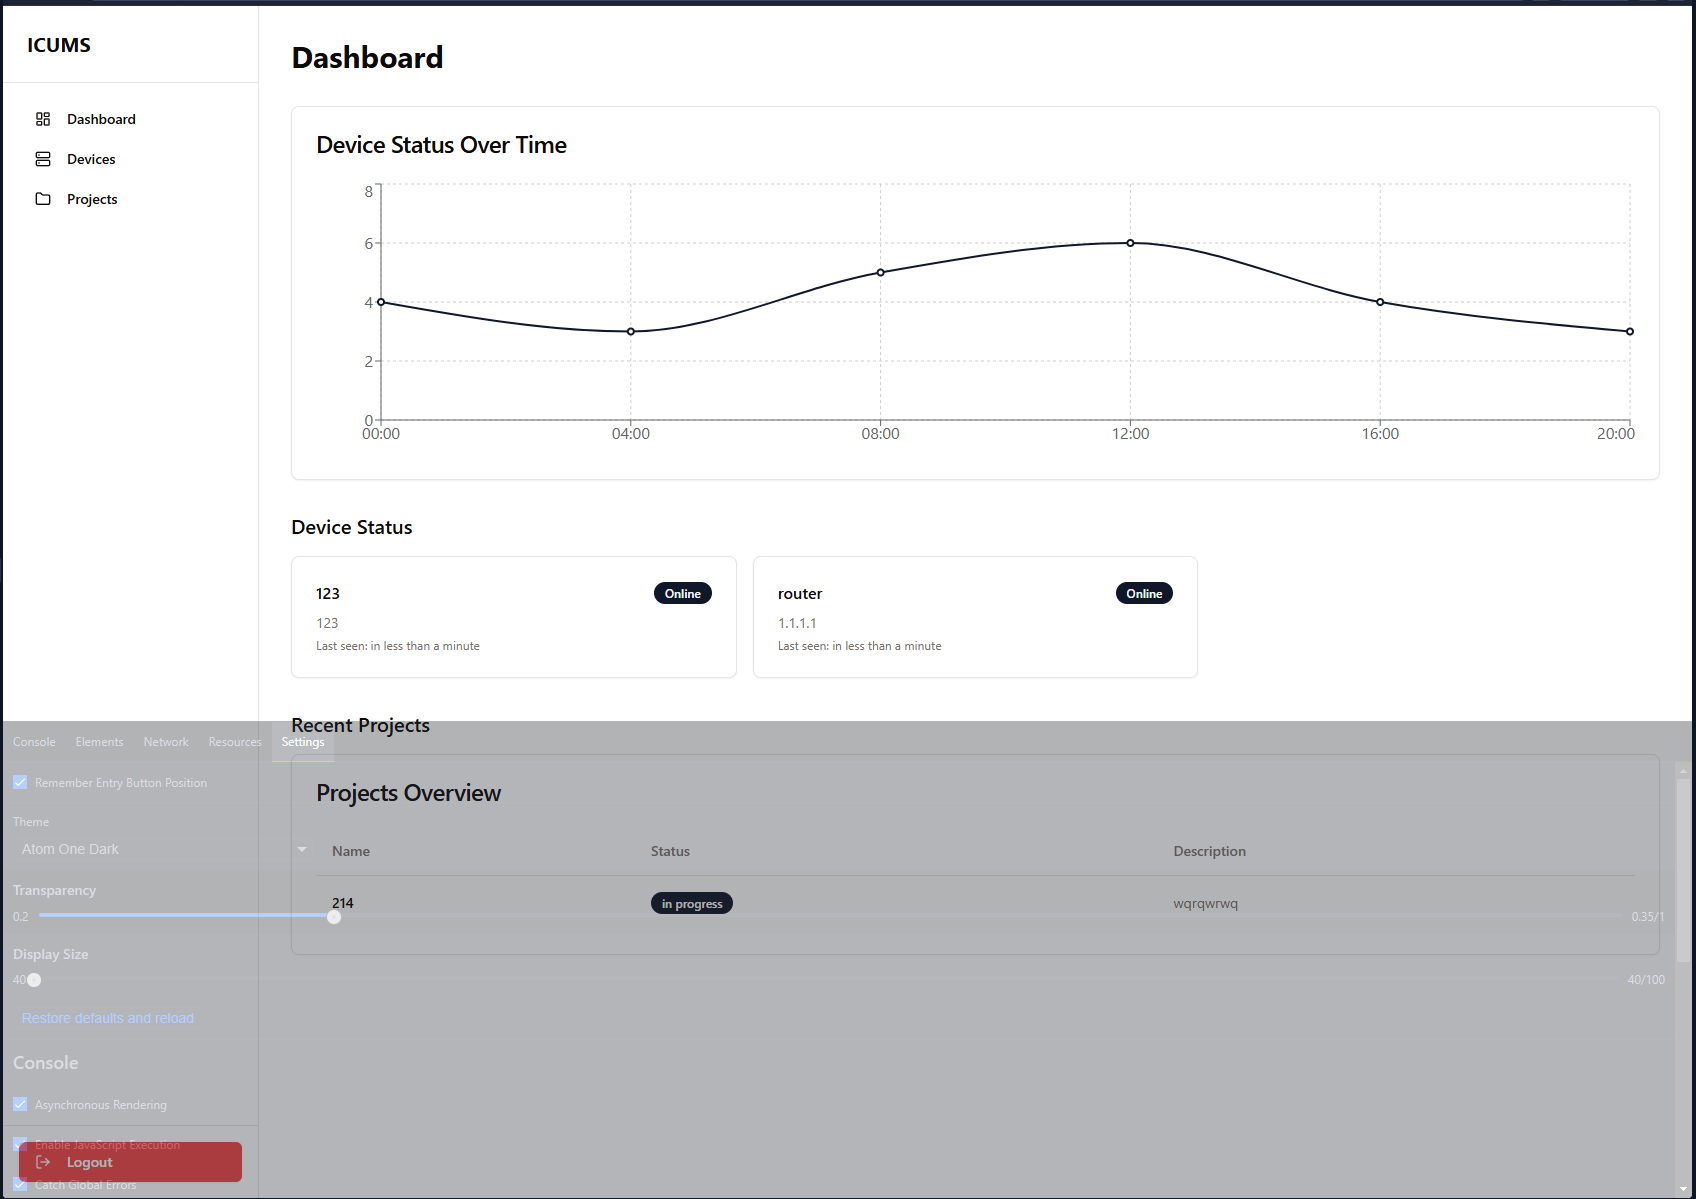 ICUMS
Dashboard
Devices
Projects
Dashboard
Device Status Over Time
8
6
4
2
0
00:00 04:00 08:00 12:00 16:00 20:00
Device Status
123 Online
123
Last seen: in less than a minute
router Online
1.1.1.1
Last seen: in less than a minute
Recent Projects
Projects Overview
Name Status Description
214 in progress wqrqwrwq
Console Elements Network Resources Settings
Remember Entry Button Position
Theme
Atom One Dark
Transparency
0.2 0.35/1
Display Size
40 40/100
Restore defaults and reload
Console
Asynchronous Rendering
Enable JavaScript Execution
Logout
Catch Global Errors